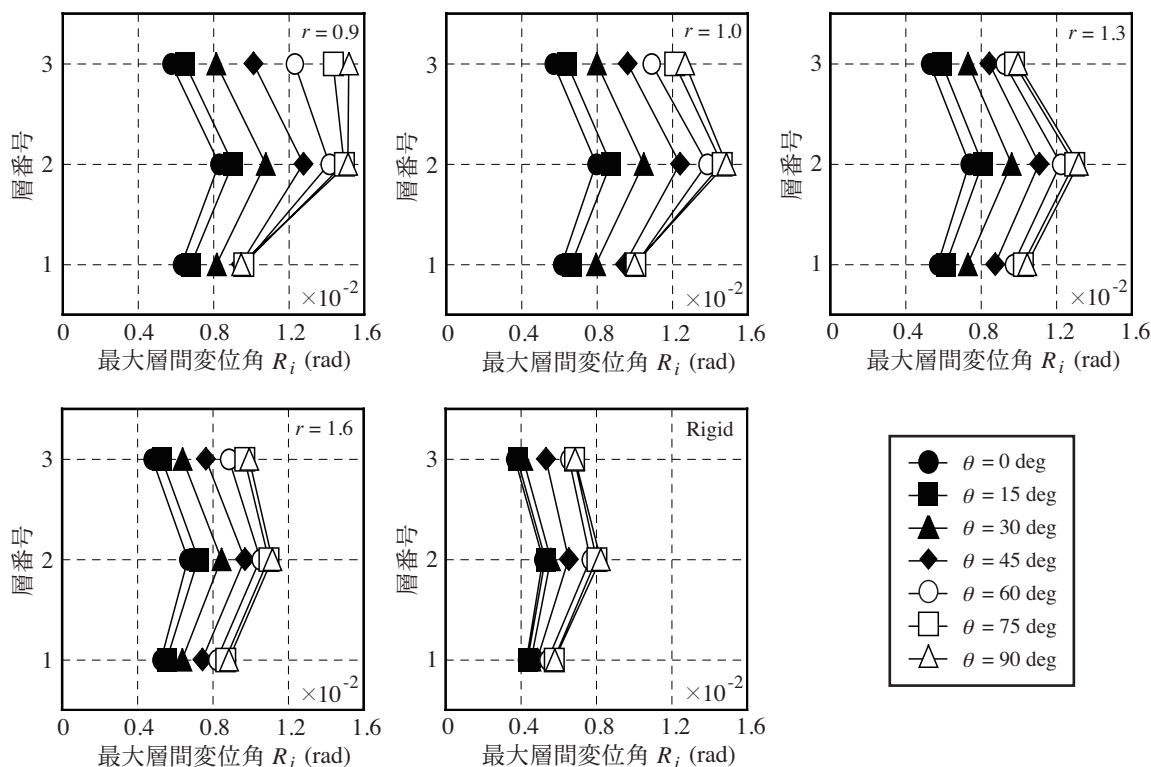 r = 0.9
3
2
1
層番号
×10-2
0 0.4 0.8 1.2 1.6
最大層間変位角 Ri (rad)
r = 1.0
3
2
1
層番号
×10-2
0 0.4 0.8 1.2 1.6
最大層間変位角 Ri (rad)
r = 1.3
3
2
1
層番号
×10-2
0 0.4 0.8 1.2 1.6
最大層間変位角 Ri (rad)
r = 1.6
3
2
1
層番号
×10-2
0 0.4 0.8 1.2 1.6
最大層間変位角 Ri (rad)
Rigid
3
2
1
層番号
×10-2
0 0.4 0.8 1.2 1.6
最大層間変位角 Ri (rad)
θ = 0 deg
θ = 15 deg
θ = 30 deg
θ = 45 deg
θ = 60 deg
θ = 75 deg
θ = 90 deg